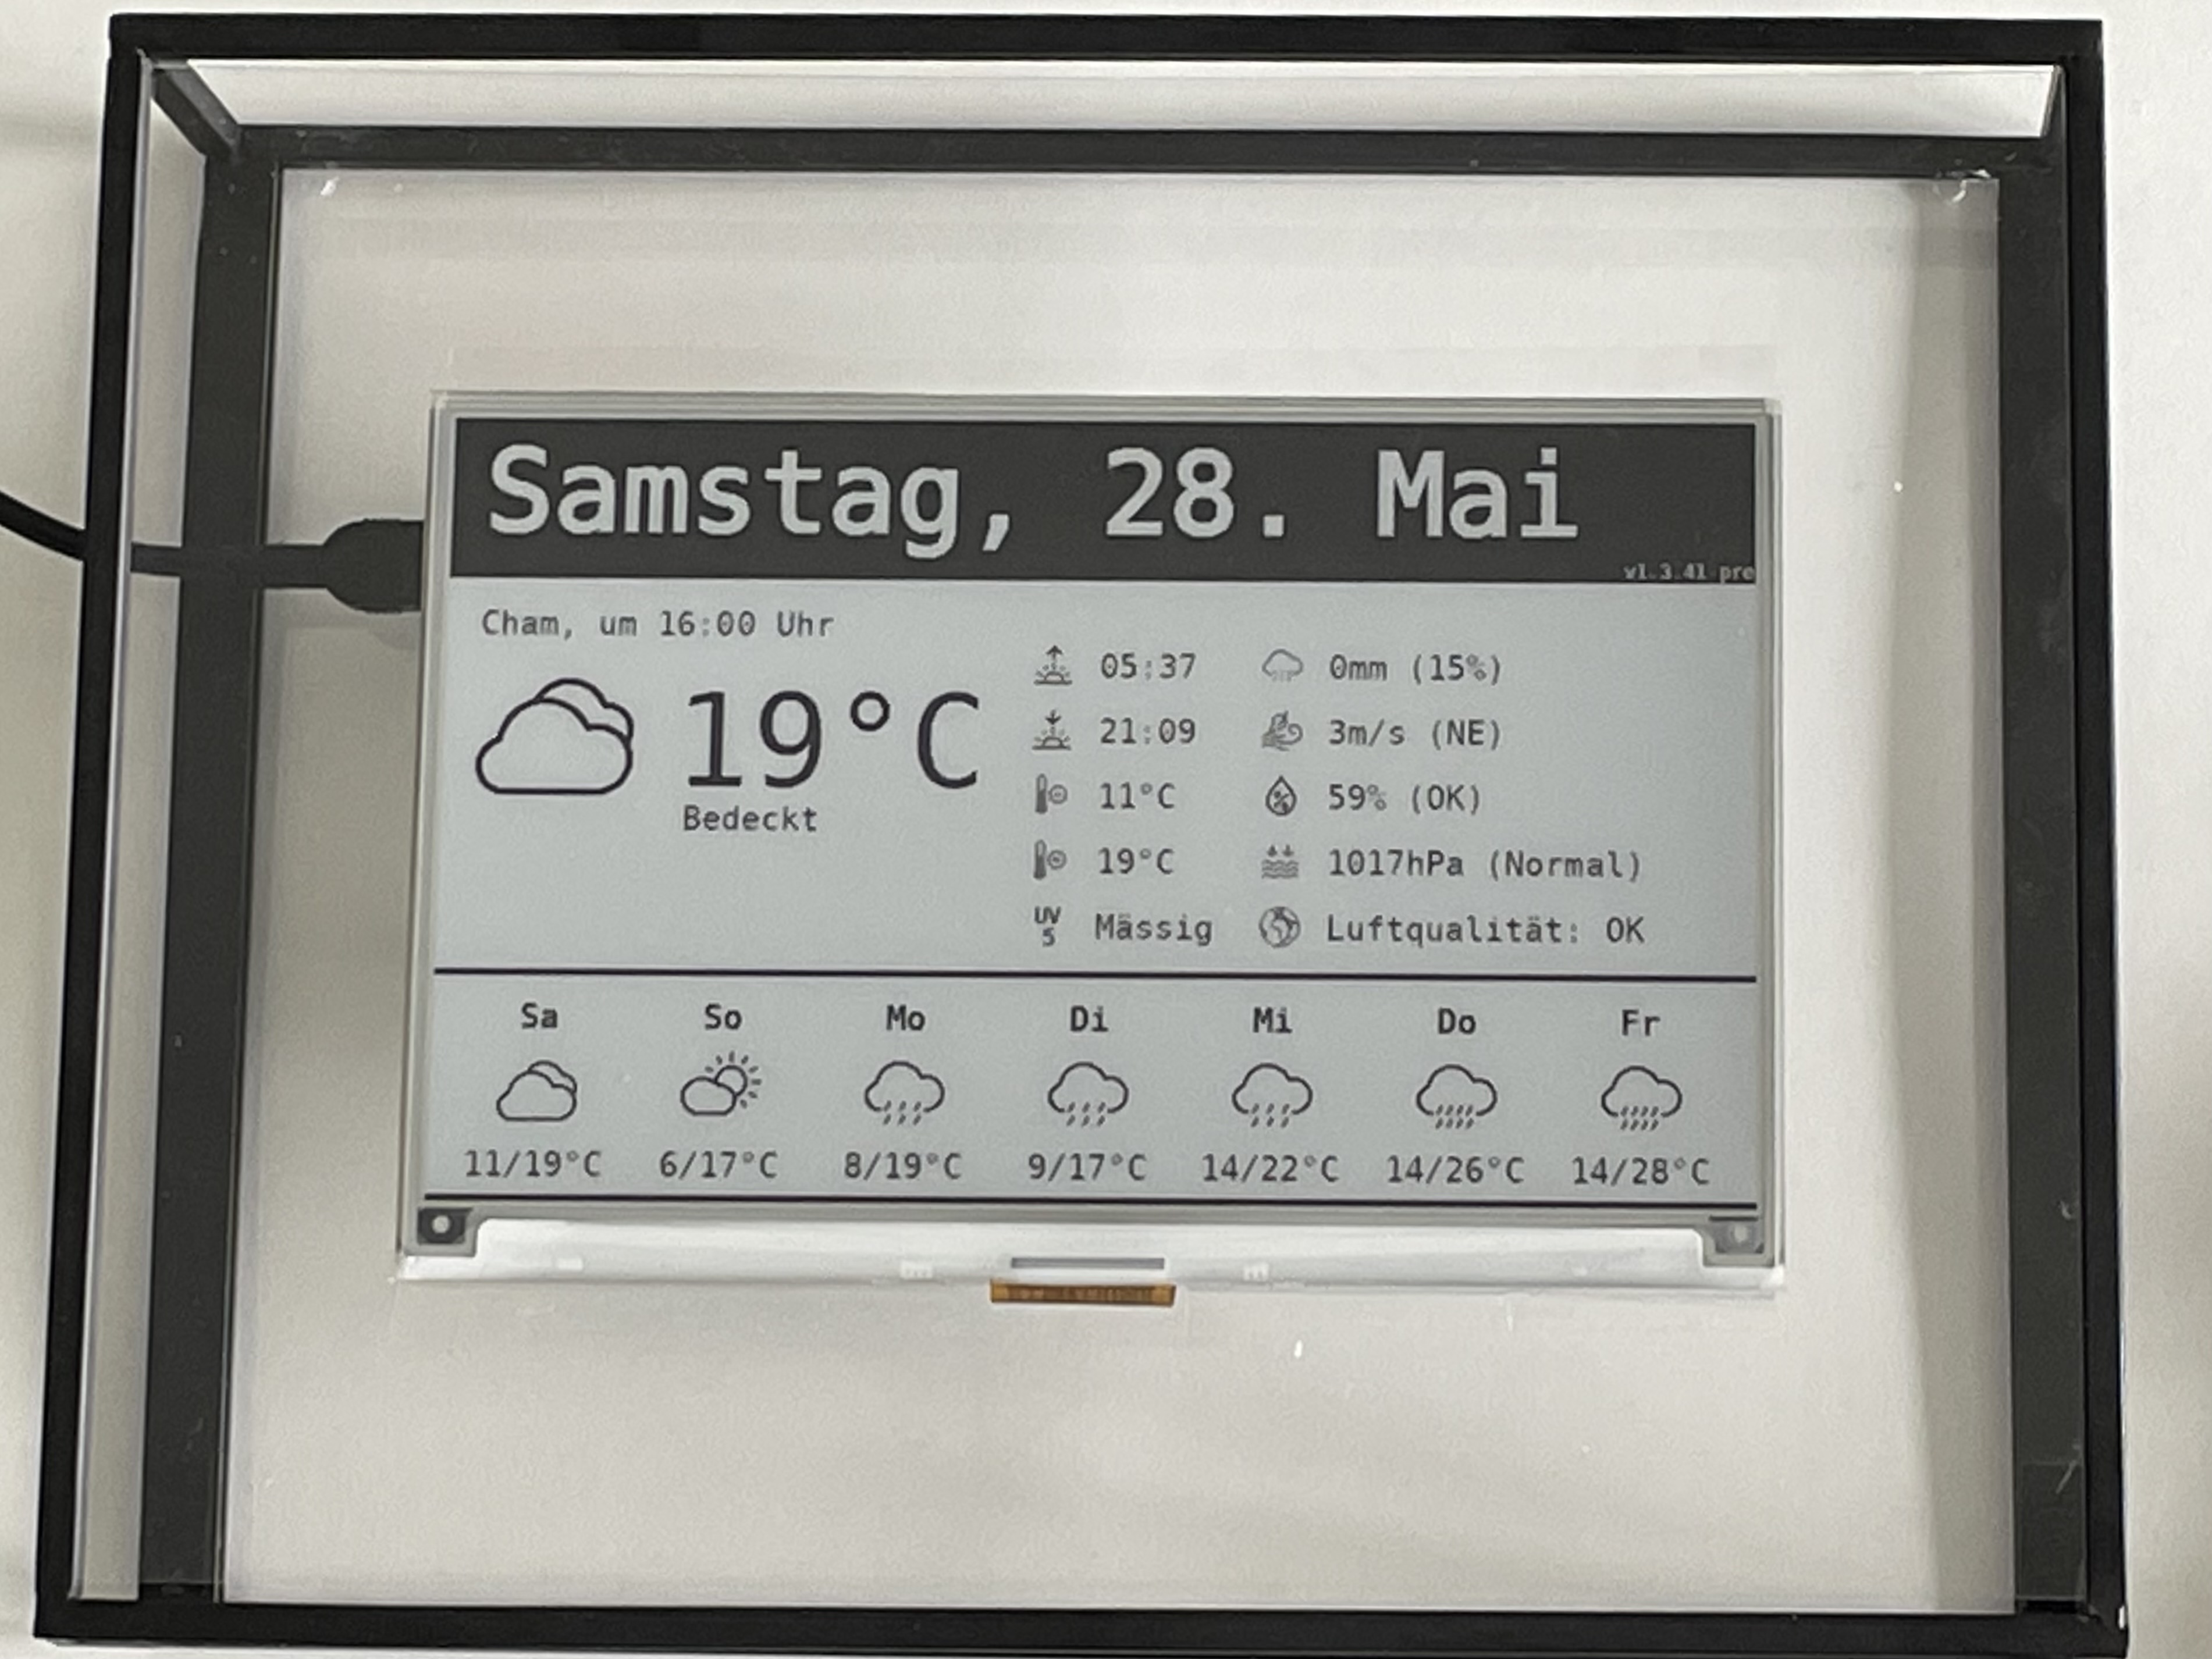 Samstag, 28. Mai
v1.3.41 pre
Cham, um 16:00 Uhr
19°C
Bedeckt
05:37
0mm (15%)
21:09
3m/s (NE)
11°C
59% (OK)
19°C
1017hPa (Normal)
UV
5
Mässig
Luftqualität: OK
Sa So Mo Di Mi Do Fr
11/19°C 6/17°C 8/19°C 9/17°C 14/22°C 14/26°C 14/28°C